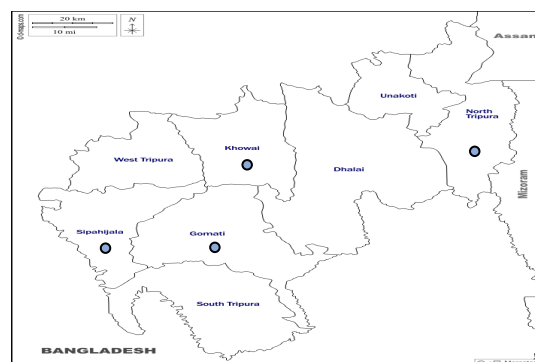 20 km
10 mi
N
© d-maps.com
Assam
Unakoti
North
Tripura
Khowai
West Tripura
Dhalai
Mizoram
Sipahijala
Gomati
South Tripura
BANGLADESH